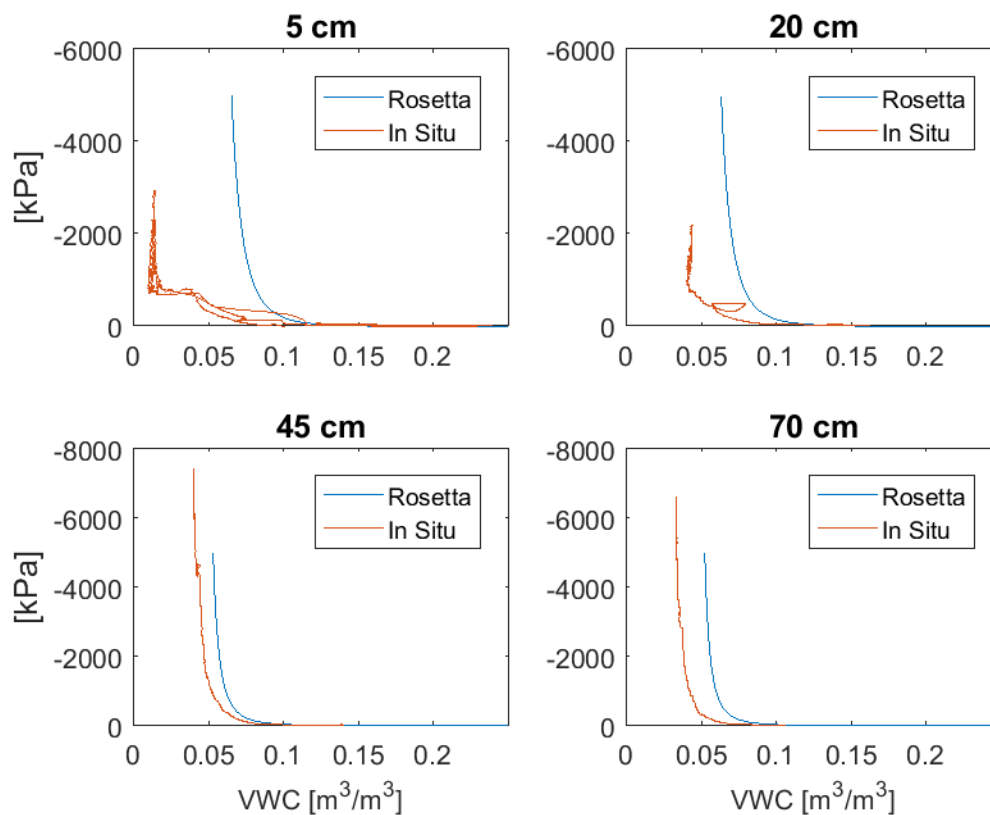 5 cm
-6000
-4000
-2000
0
[kPa]
0 0.05 0.1 0.15 0.2
Rosetta
In Situ
20 cm
-6000
-4000
-2000
0
0 0.05 0.1 0.15 0.2
Rosetta
In Situ
45 cm
-8000
-6000
-4000
-2000
0
[kPa]
0 0.05 0.1 0.15 0.2
VWC [m³/m³]
Rosetta
In Situ
70 cm
-8000
-6000
-4000
-2000
0
0 0.05 0.1 0.15 0.2
VWC [m³/m³]
Rosetta
In Situ